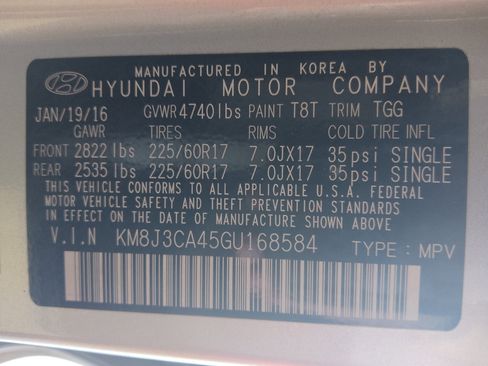 MANUFACTURED IN KOREA BY
HYUNDAI MOTOR COMPANY
JAN/19/16 GVWR 4740lbs PAINT T8T TRIM TGG
GAWR TIRES RIMS COLD TIRE INFL
FRONT 2822 lbs 225/60R17 7.0JX17 35psi SINGLE
REAR 2535 lbs 225/60R17 7.0JX17 35psi SINGLE
THIS VEHICLE CONFORMS TO ALL APPLICABLE U.S.A. FEDERAL
MOTOR VEHICLE SAFETY AND THEFT PREVENTION STANDARDS
IN EFFECT ON THE DATE OF MANUFACTURE SHOWN ABOVE
V.I.N KM8J3CA45GU168584 TYPE : MPV